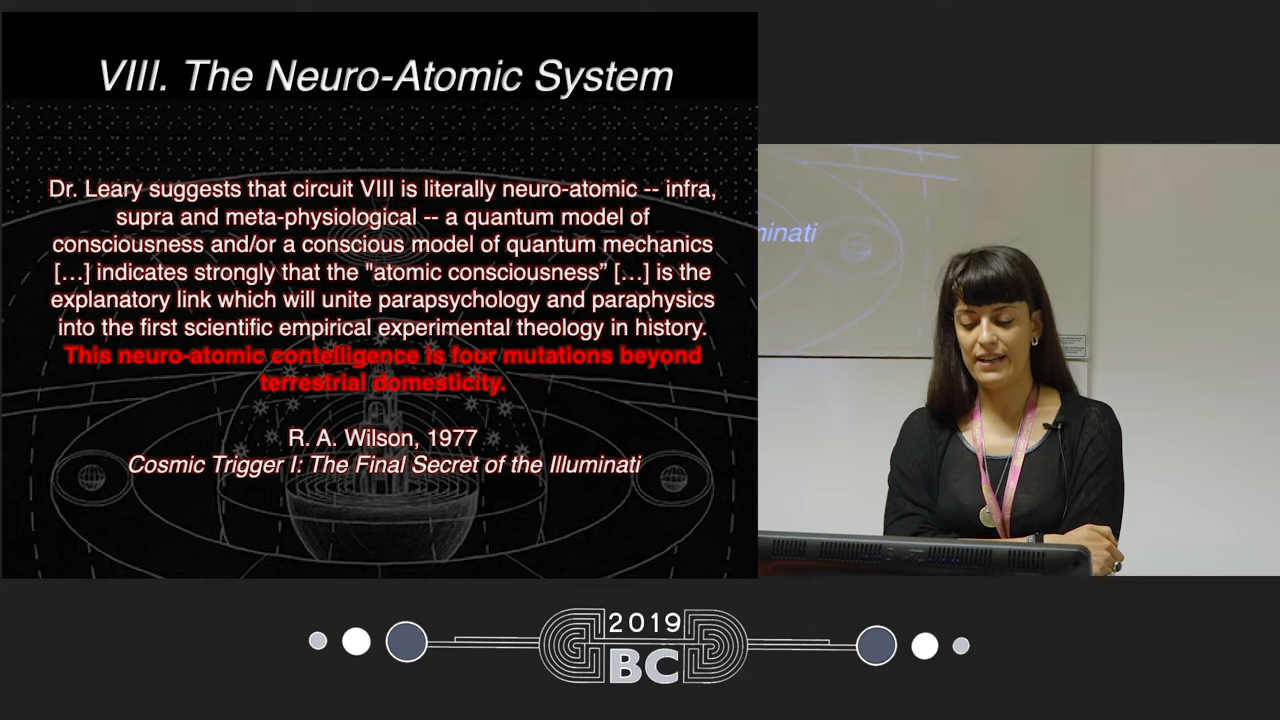 VIII. The Neuro-Atomic System
Dr. Leary suggests that circuit VIII is literally neuro-atomic -- infra,
supra and meta-physiological -- a quantum model of
consciousness and/or a conscious model of quantum mechanics
[…] indicates strongly that the "atomic consciousness” […] is the
explanatory link which will unite parapsychology and paraphysics
into the first scientific empirical experimental theology in history.
This neuro-atomic contelligence is four mutations beyond
terrestrial domesticity.
R. A. Wilson, 1977
Cosmic Trigger I: The Final Secret of the Illuminati
minati
2019
BC